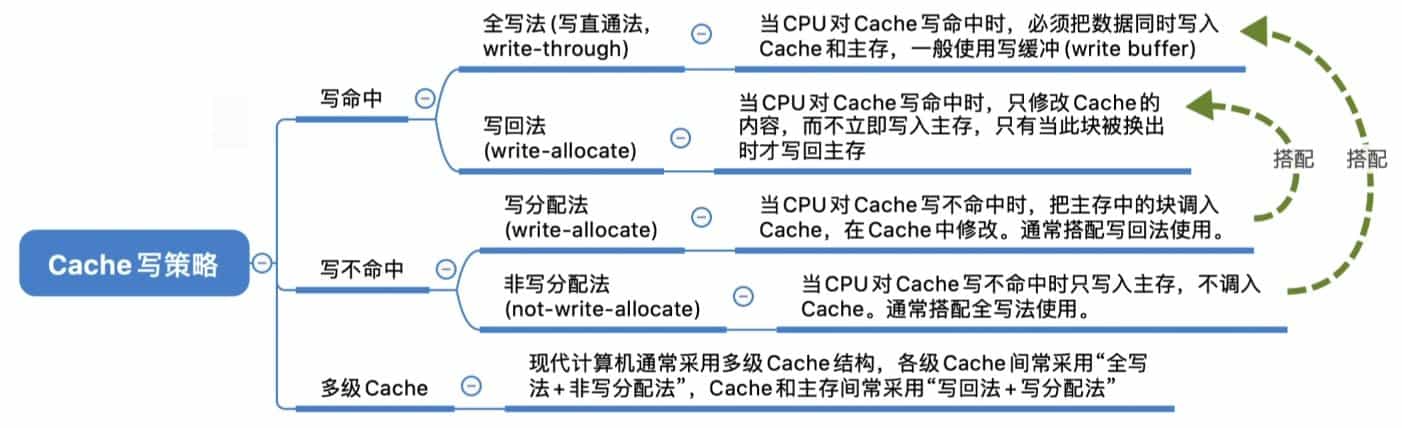 Cache写策略
写命中
全写法 (写直通法,
write-through)
当CPU对Cache写命中时，必须把数据同时写入
Cache和主存，一般使用写缓冲 (write buffer)
写回法
(write-allocate)
当CPU对Cache写命中时，只修改Cache的
内容，而不立即写入主存，只有当此块被换出
时才写回主存
写不命中
写分配法
(write-allocate)
当CPU对Cache写不命中时，把主存中的块调入
Cache，在Cache中修改。通常搭配写回法使用。
非写分配法
(not-write-allocate)
当CPU对Cache写不命中时只写入主存，不调入
Cache。通常搭配全写法使用。
搭配
搭配
多级Cache
现代计算机通常采用多级Cache结构，各级Cache间常采用“全写
法+非写分配法”，Cache和主存间常采用“写回法+写分配法”